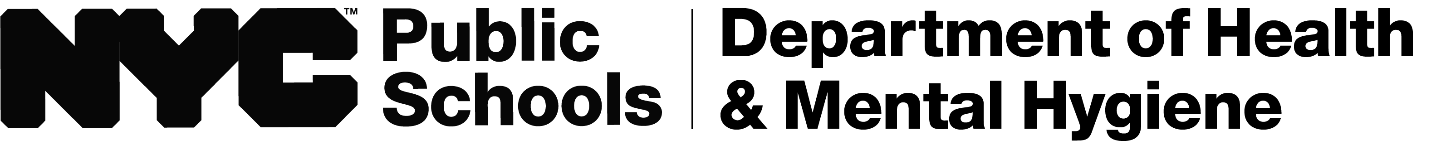 NYC™ Public Schools
Department of Health
& Mental Hygiene